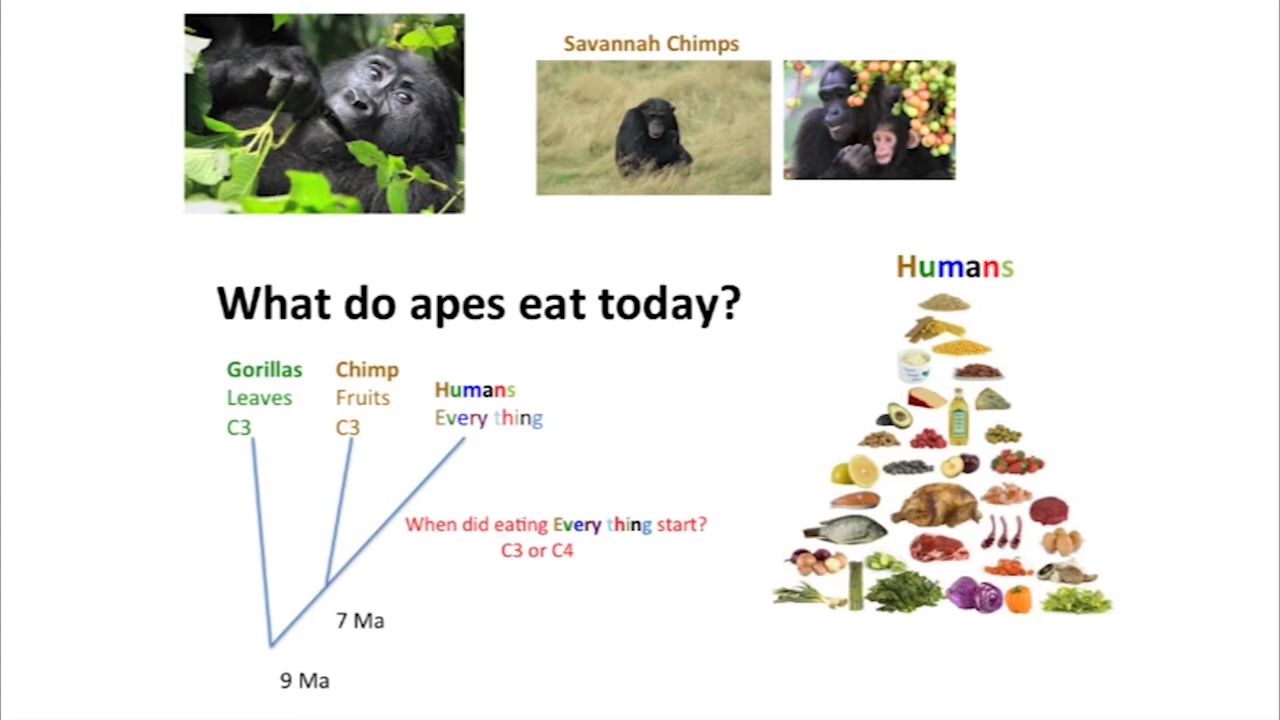 Savannah Chimps
Humans
What do apes eat today?
Gorillas
Leaves
C3
Chimp
Fruits
C3
Humans
Every thing
When did eating Every thing start?
C3 or C4
7 Ma
9 Ma